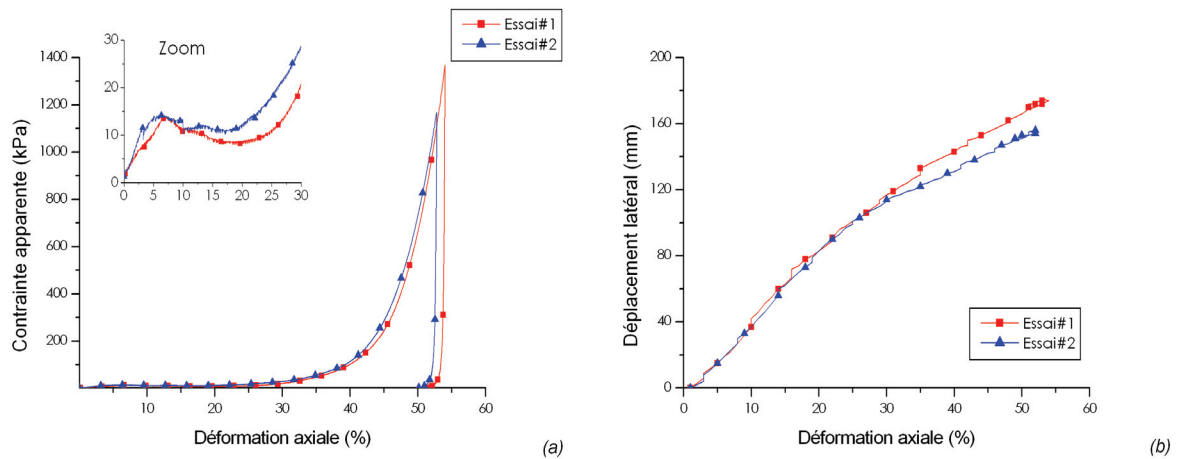 Essai#1
Essai#2
Zoom
30
20
10
0
0 5 10 15 20 25 30
1400
1200
1000
800
600
400
200
10 20 30 40 50 60
Contrainte apparente (kPa)
Déformation axiale (%)
(a)
200
160
120
80
40
0
0 10 20 30 40 50 60
Déplacement latéral (mm)
Essai#1
Essai#2
Déformation axiale (%)
(b)